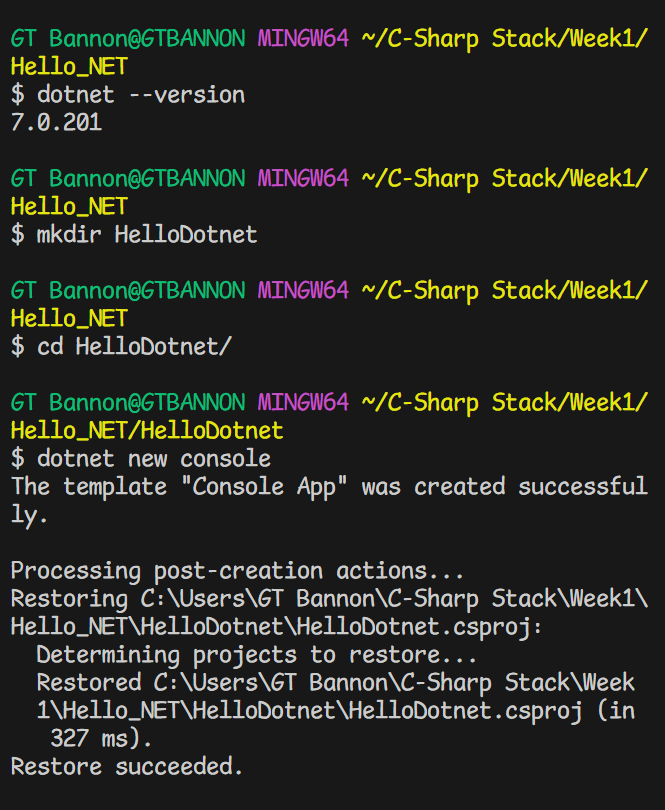 GT Bannon@GTBANNON MINGW64 ~/C-Sharp Stack/Week1/
Hello_NET
$ dotnet --version
7.0.201
GT Bannon@GTBANNON MINGW64 ~/C-Sharp Stack/Week1/
Hello_NET
$ mkdir HelloDotnet
GT Bannon@GTBANNON MINGW64 ~/C-Sharp Stack/Week1/
Hello_NET
$ cd HelloDotnet/
GT Bannon@GTBANNON MINGW64 ~/C-Sharp Stack/Week1/
Hello_NET/HelloDotnet
$ dotnet new console
The template "Console App" was created successful
ly.
Processing post-creation actions...
Restoring C:\Users\GT Bannon\C-Sharp Stack\Week1\
Hello_NET\HelloDotnet\HelloDotnet.csproj:
  Determining projects to restore...
  Restored C:\Users\GT Bannon\C-Sharp Stack\Week
  1\Hello_NET\HelloDotnet\HelloDotnet.csproj (in
   327 ms).
Restore succeeded.